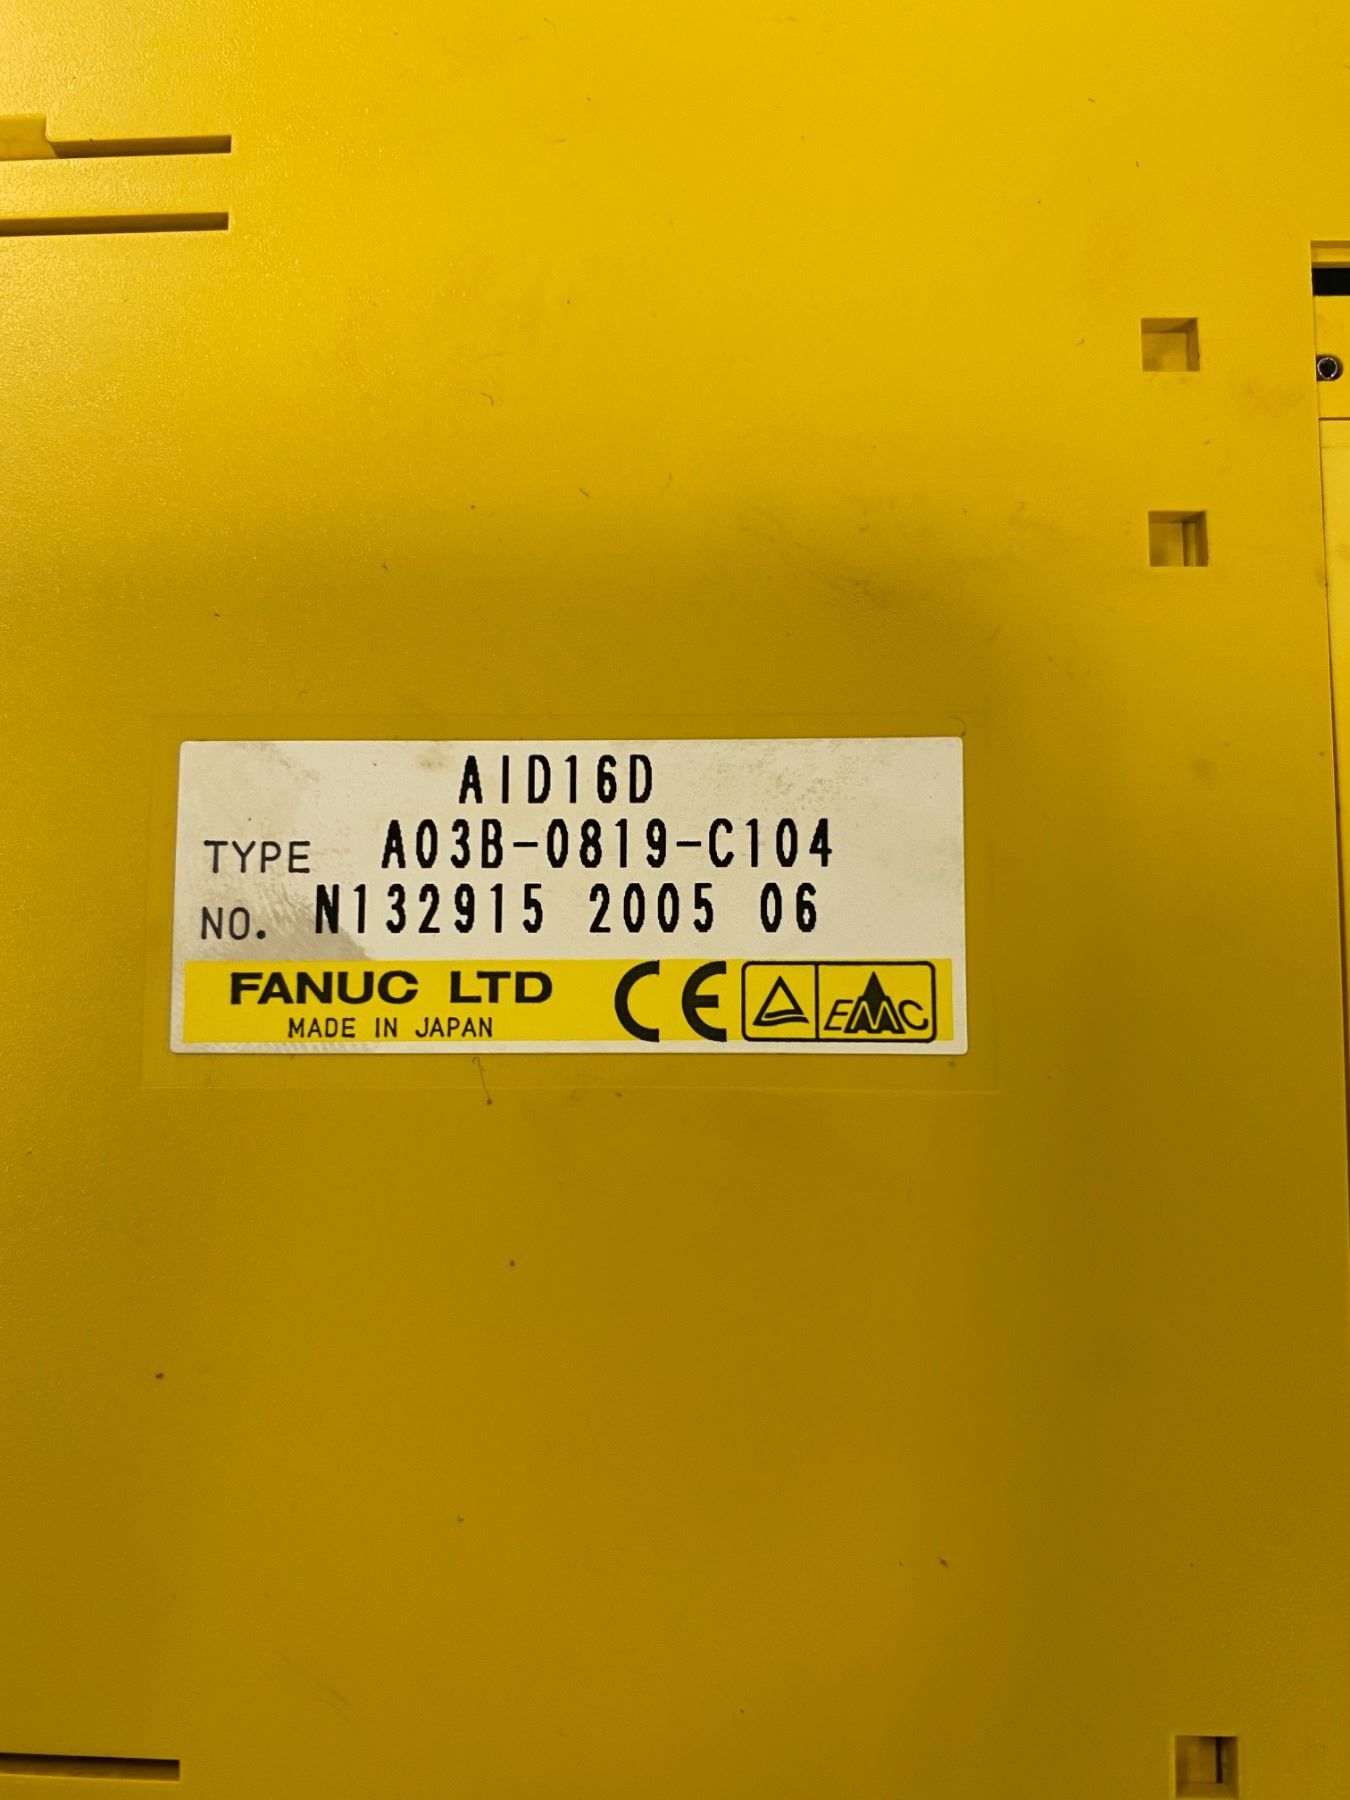 AID16D
TYPE A03B-0819-C104
NO. N132915 2005 06
FANUC LTD
MADE IN JAPAN
CE
EMC